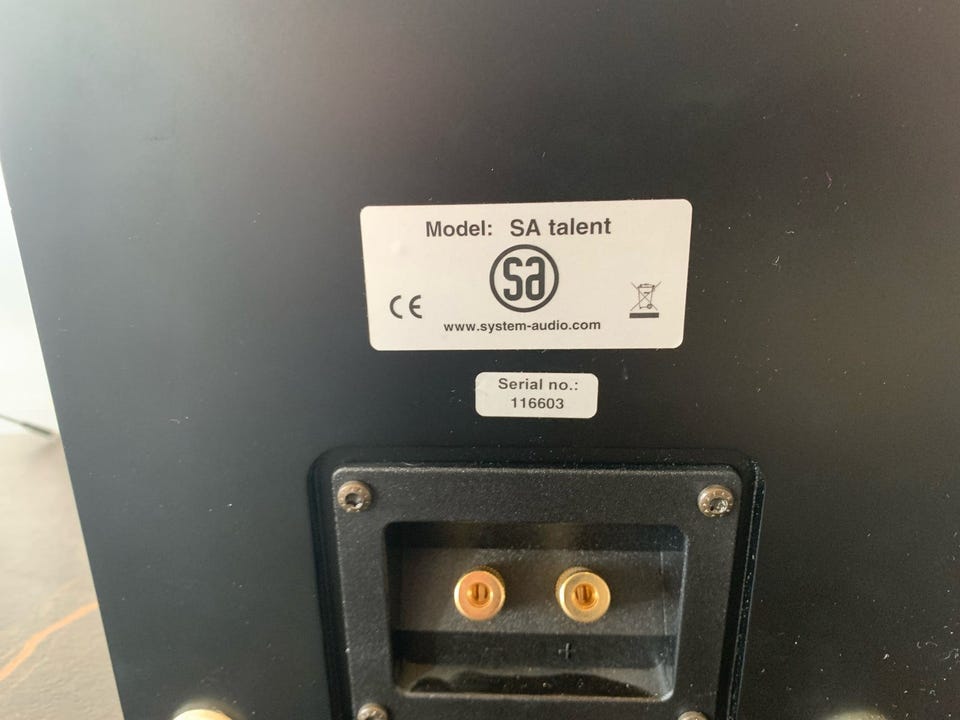 Model: SA talent
sa
CE
www.system-audio.com
Serial no.:
116603
- +